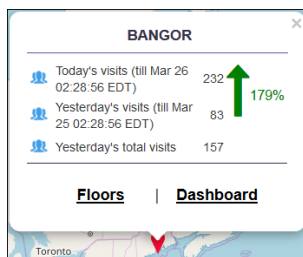 ×
BANGOR
Today's visits (till Mar 26
02:28:56 EDT)
232
179%
Yesterday's visits (till Mar
25 02:28:56 EDT)
83
Yesterday's total visits
157
Floors | Dashboard
Toronto